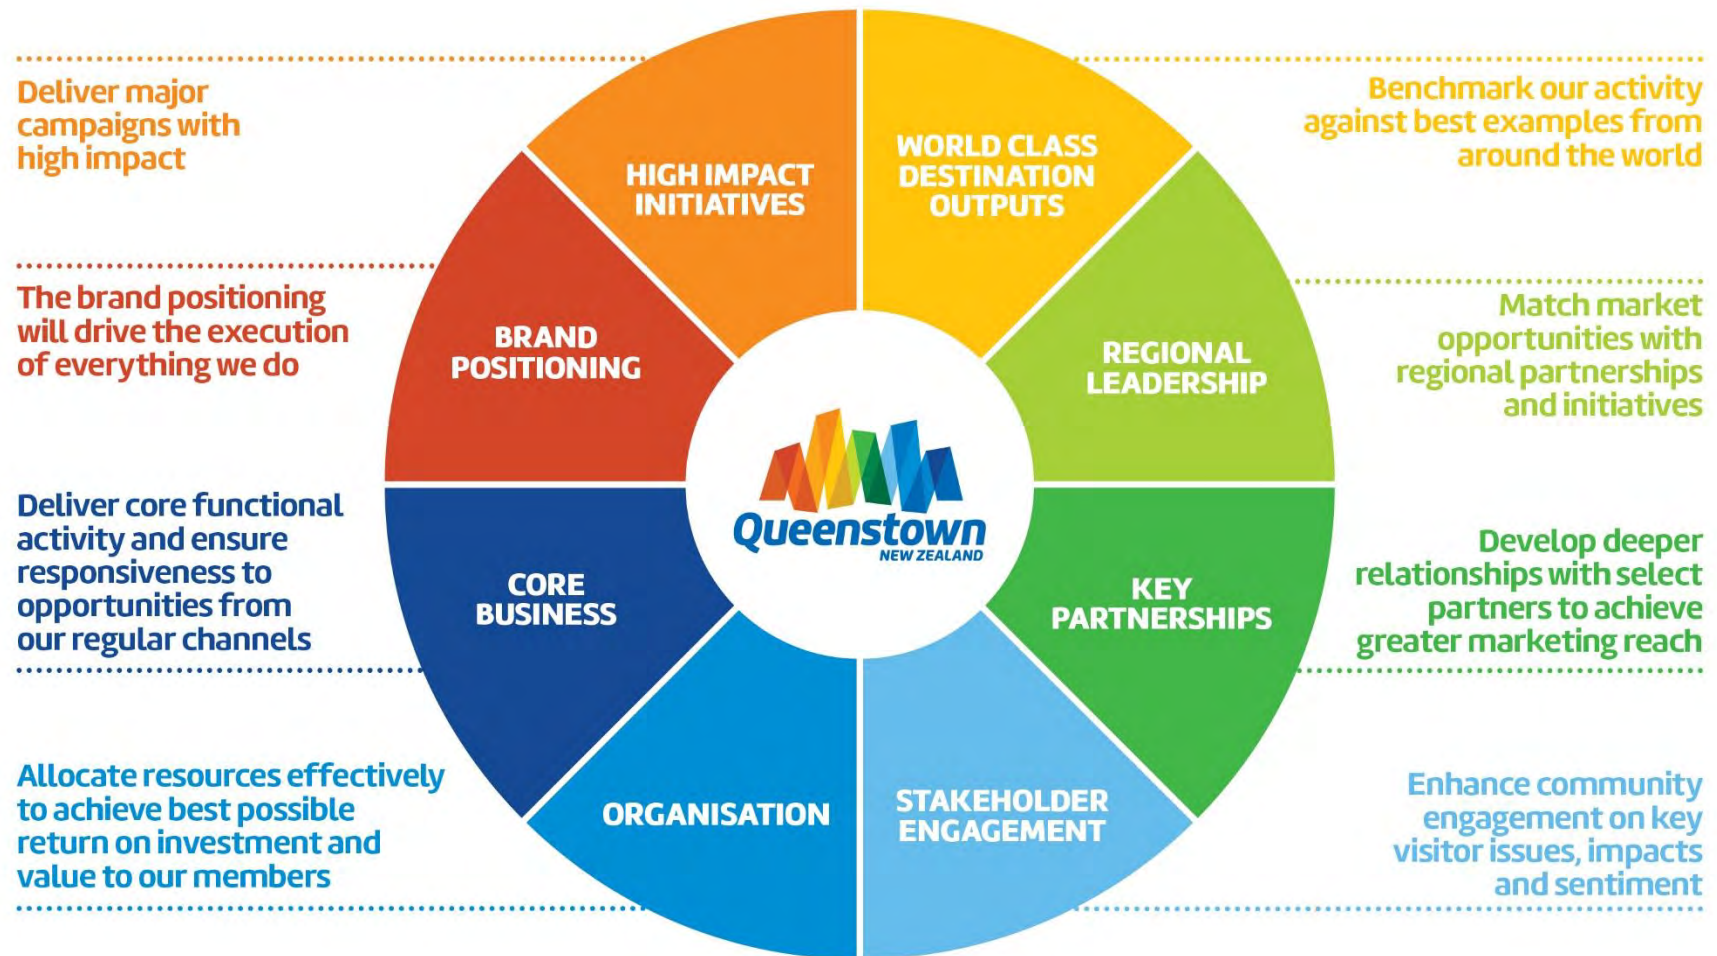 Deliver major
campaigns with
high impact
HIGH IMPACT
INITIATIVES
WORLD CLASS
DESTINATION
OUTPUTS
Benchmark our activity
against best examples from
around the world
The brand positioning
will drive the execution
of everything we do
BRAND
POSITIONING
REGIONAL
LEADERSHIP
Match market
opportunities with
regional partnerships
and initiatives
Queenstown
NEW ZEALAND
Deliver core functional
activity and ensure
responsiveness to
opportunities from
our regular channels
CORE
BUSINESS
KEY
PARTNERSHIPS
Develop deeper
relationships with select
partners to achieve
greater marketing reach
Allocate resources effectively
to achieve best possible
return on investment and
value to our members
ORGANISATION
STAKEHOLDER
ENGAGEMENT
Enhance community
engagement on key
visitor issues, impacts
and sentiment